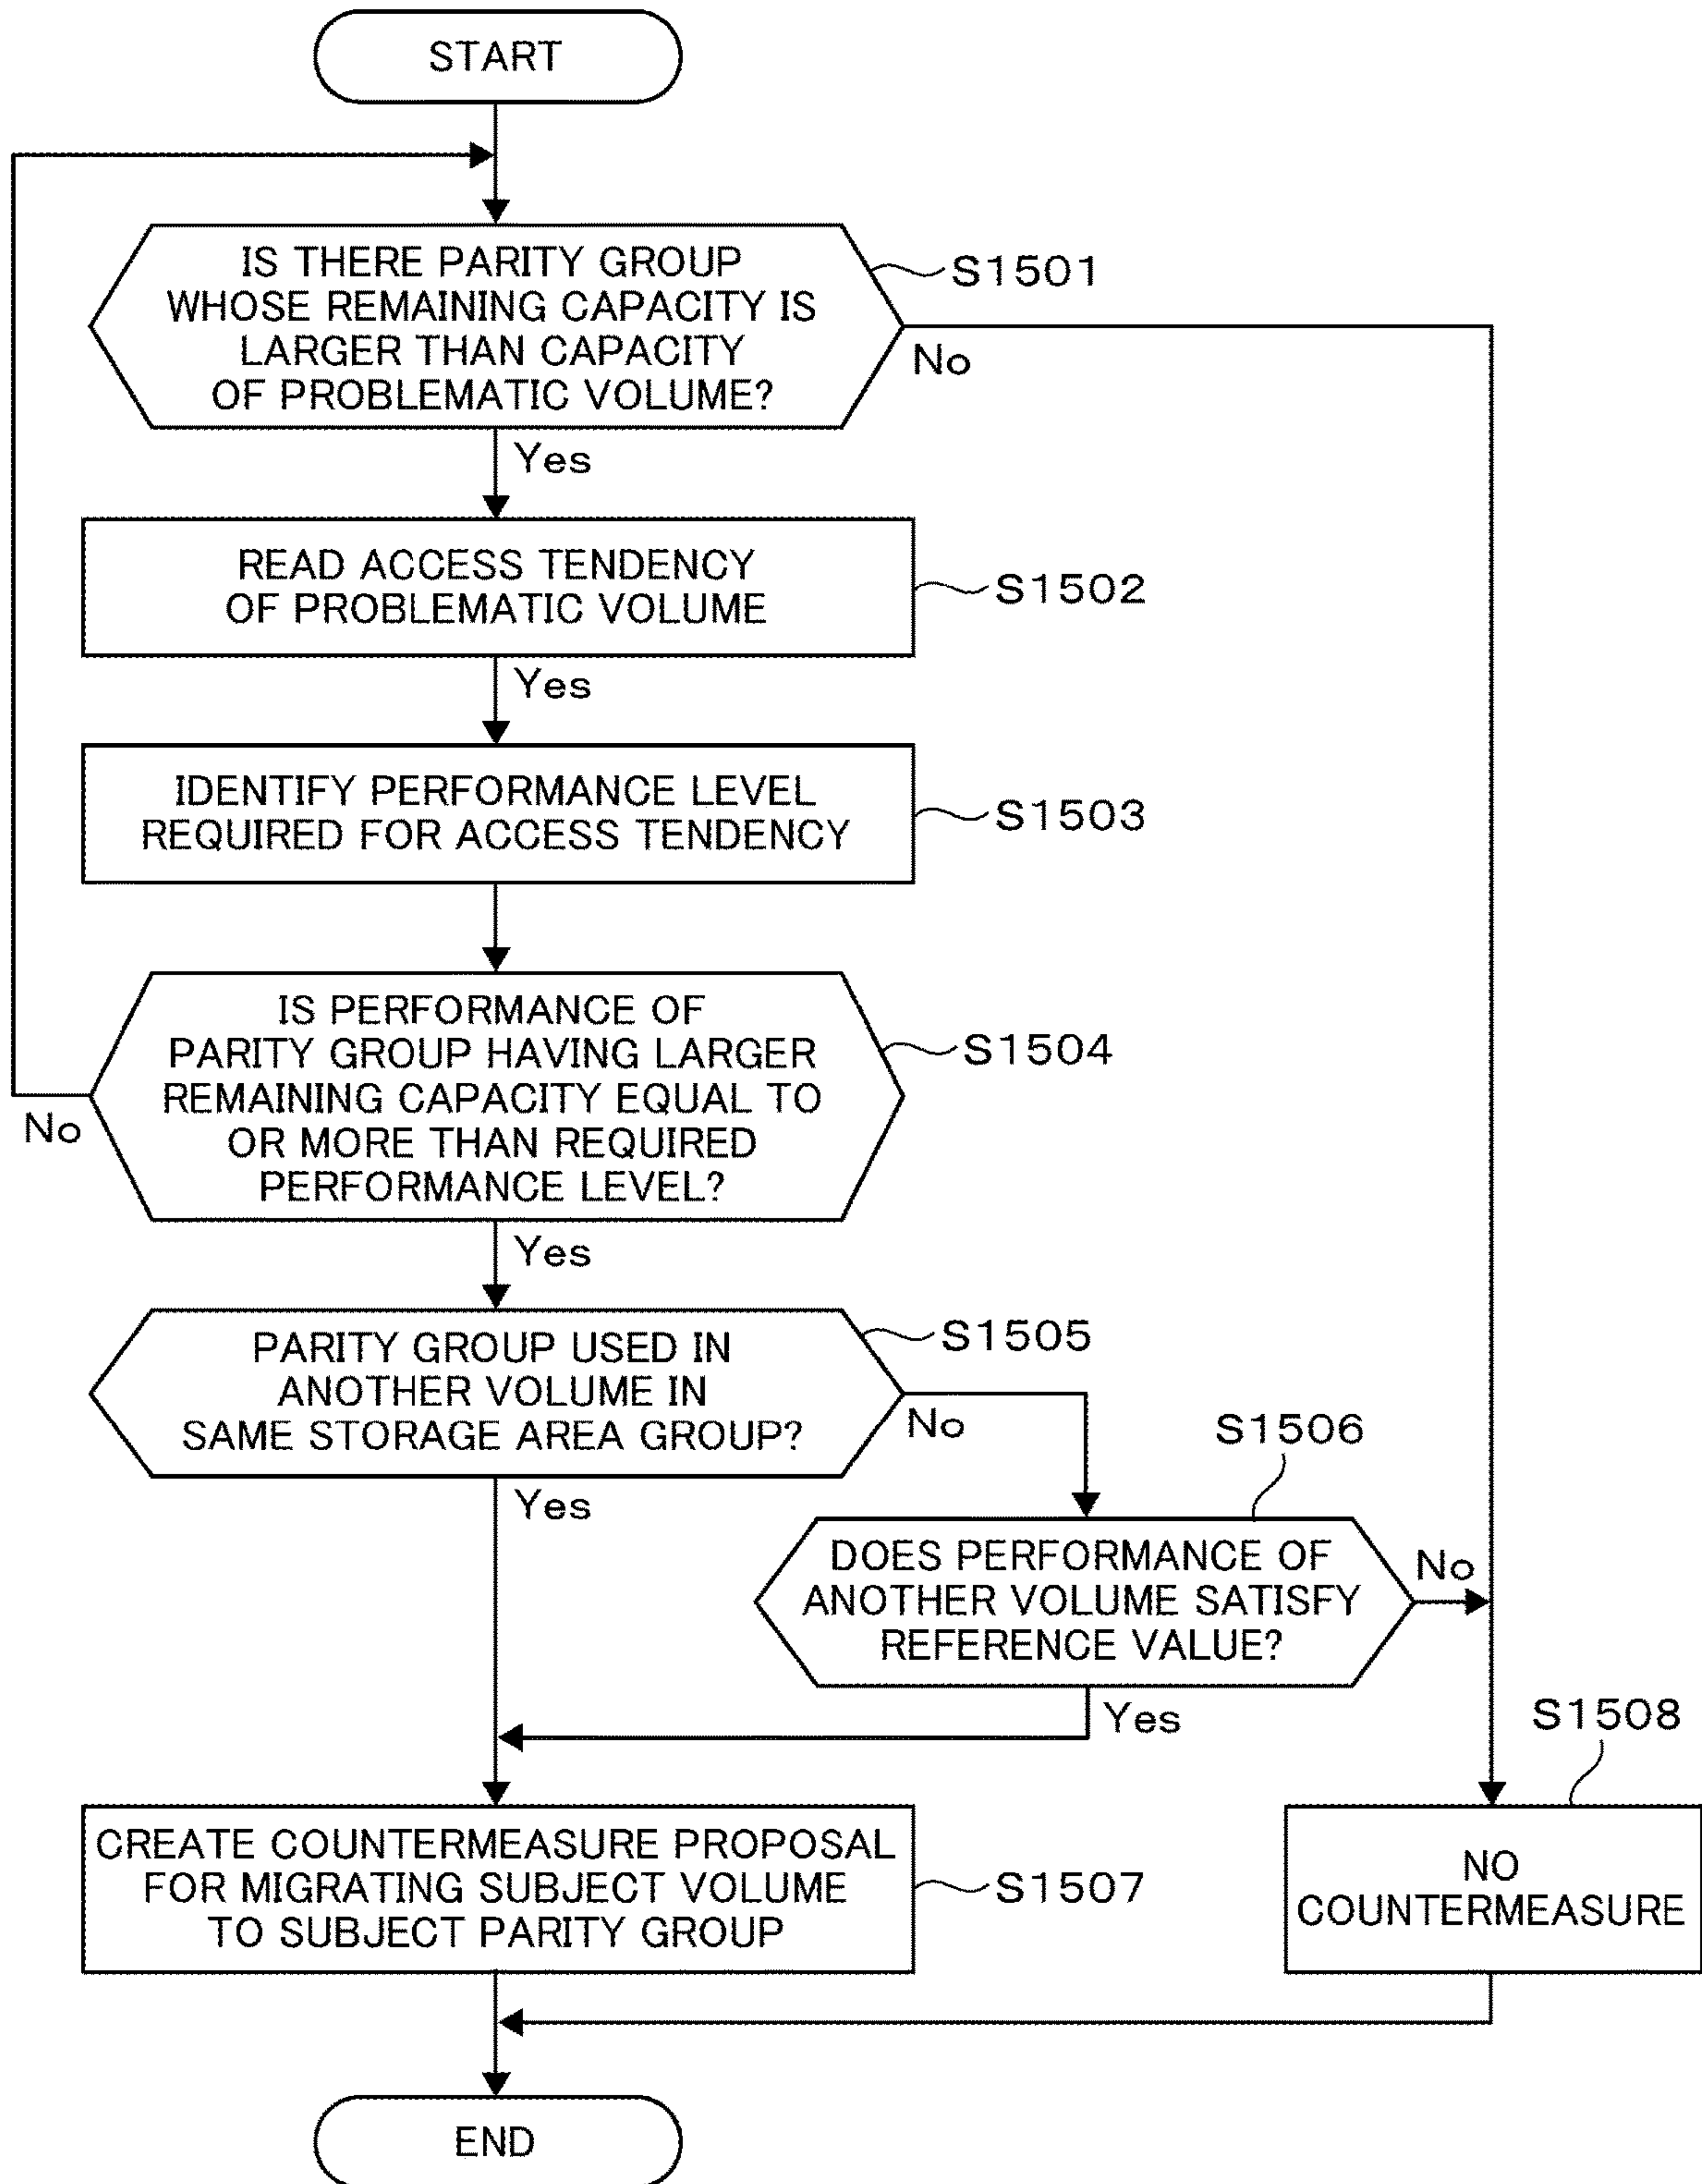 START
IS THERE PARITY GROUP
WHOSE REMAINING CAPACITY IS
LARGER THAN CAPACITY
OF PROBLEMATIC VOLUME?
S1501
No
Yes
READ ACCESS TENDENCY
OF PROBLEMATIC VOLUME
S1502
Yes
IDENTIFY PERFORMANCE LEVEL
REQUIRED FOR ACCESS TENDENCY
S1503
IS PERFORMANCE OF
PARITY GROUP HAVING LARGER
REMAINING CAPACITY EQUAL TO
OR MORE THAN REQUIRED
PERFORMANCE LEVEL?
S1504
No
Yes
PARITY GROUP USED IN
ANOTHER VOLUME IN
SAME STORAGE AREA GROUP?
S1505
No
Yes
S1506
DOES PERFORMANCE OF
ANOTHER VOLUME SATISFY
REFERENCE VALUE?
No
Yes
S1508
CREATE COUNTERMEASURE PROPOSAL
FOR MIGRATING SUBJECT VOLUME
TO SUBJECT PARITY GROUP
S1507
NO
COUNTERMEASURE
END